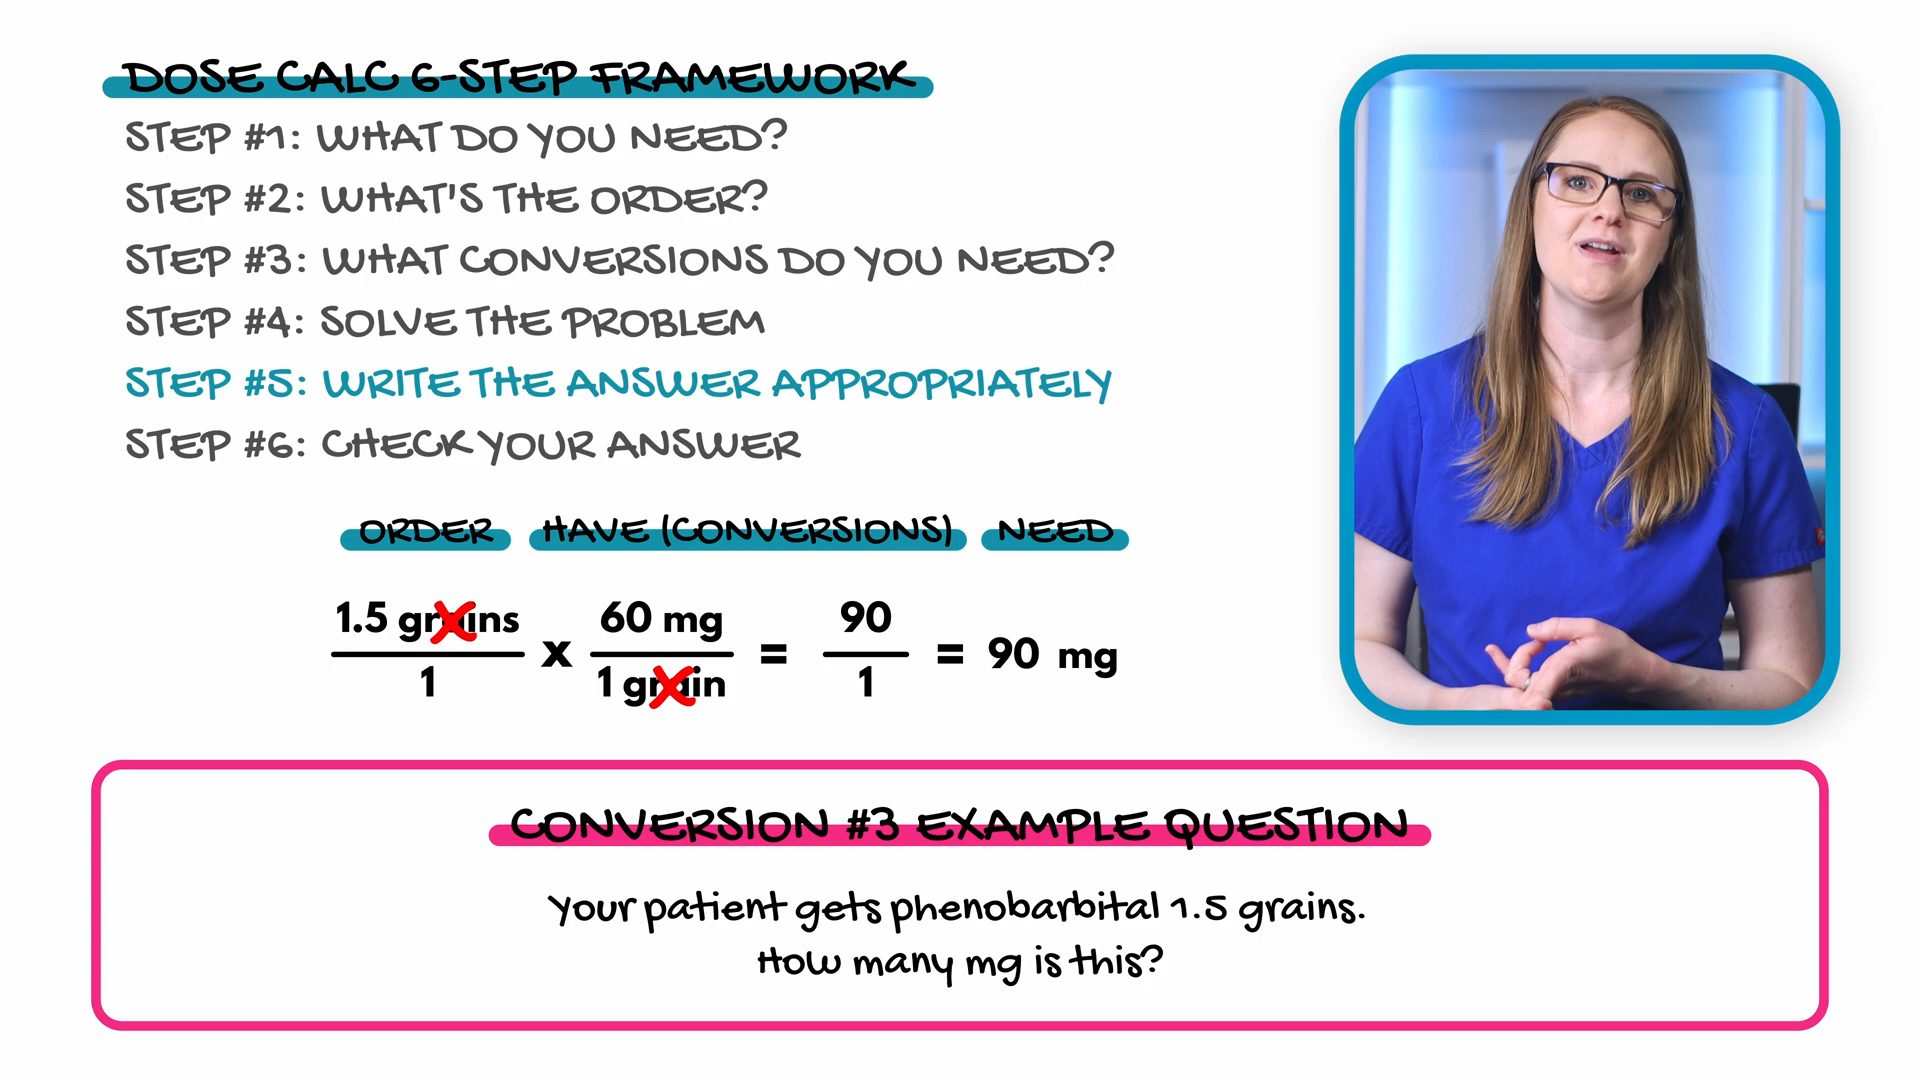 DOSE CALC 6-STEP FRAMEWORK
STEP #1: WHAT DO YOU NEED?
STEP #2: WHAT'S THE ORDER?
STEP #3: WHAT CONVERSIONS DO YOU NEED?
STEP #4: SOLVE THE PROBLEM
STEP #5: WRITE THE ANSWER APPROPRIATELY
STEP #6: CHECK YOUR ANSWER
ORDER HAVE (CONVERSIONS) NEED
1.5 grains 60 mg 90
x = = 90 mg
1 1 grain 1
CONVERSION #3 EXAMPLE QUESTION
Your patient gets phenobarbital 1.5 grains.
How many mg is this?